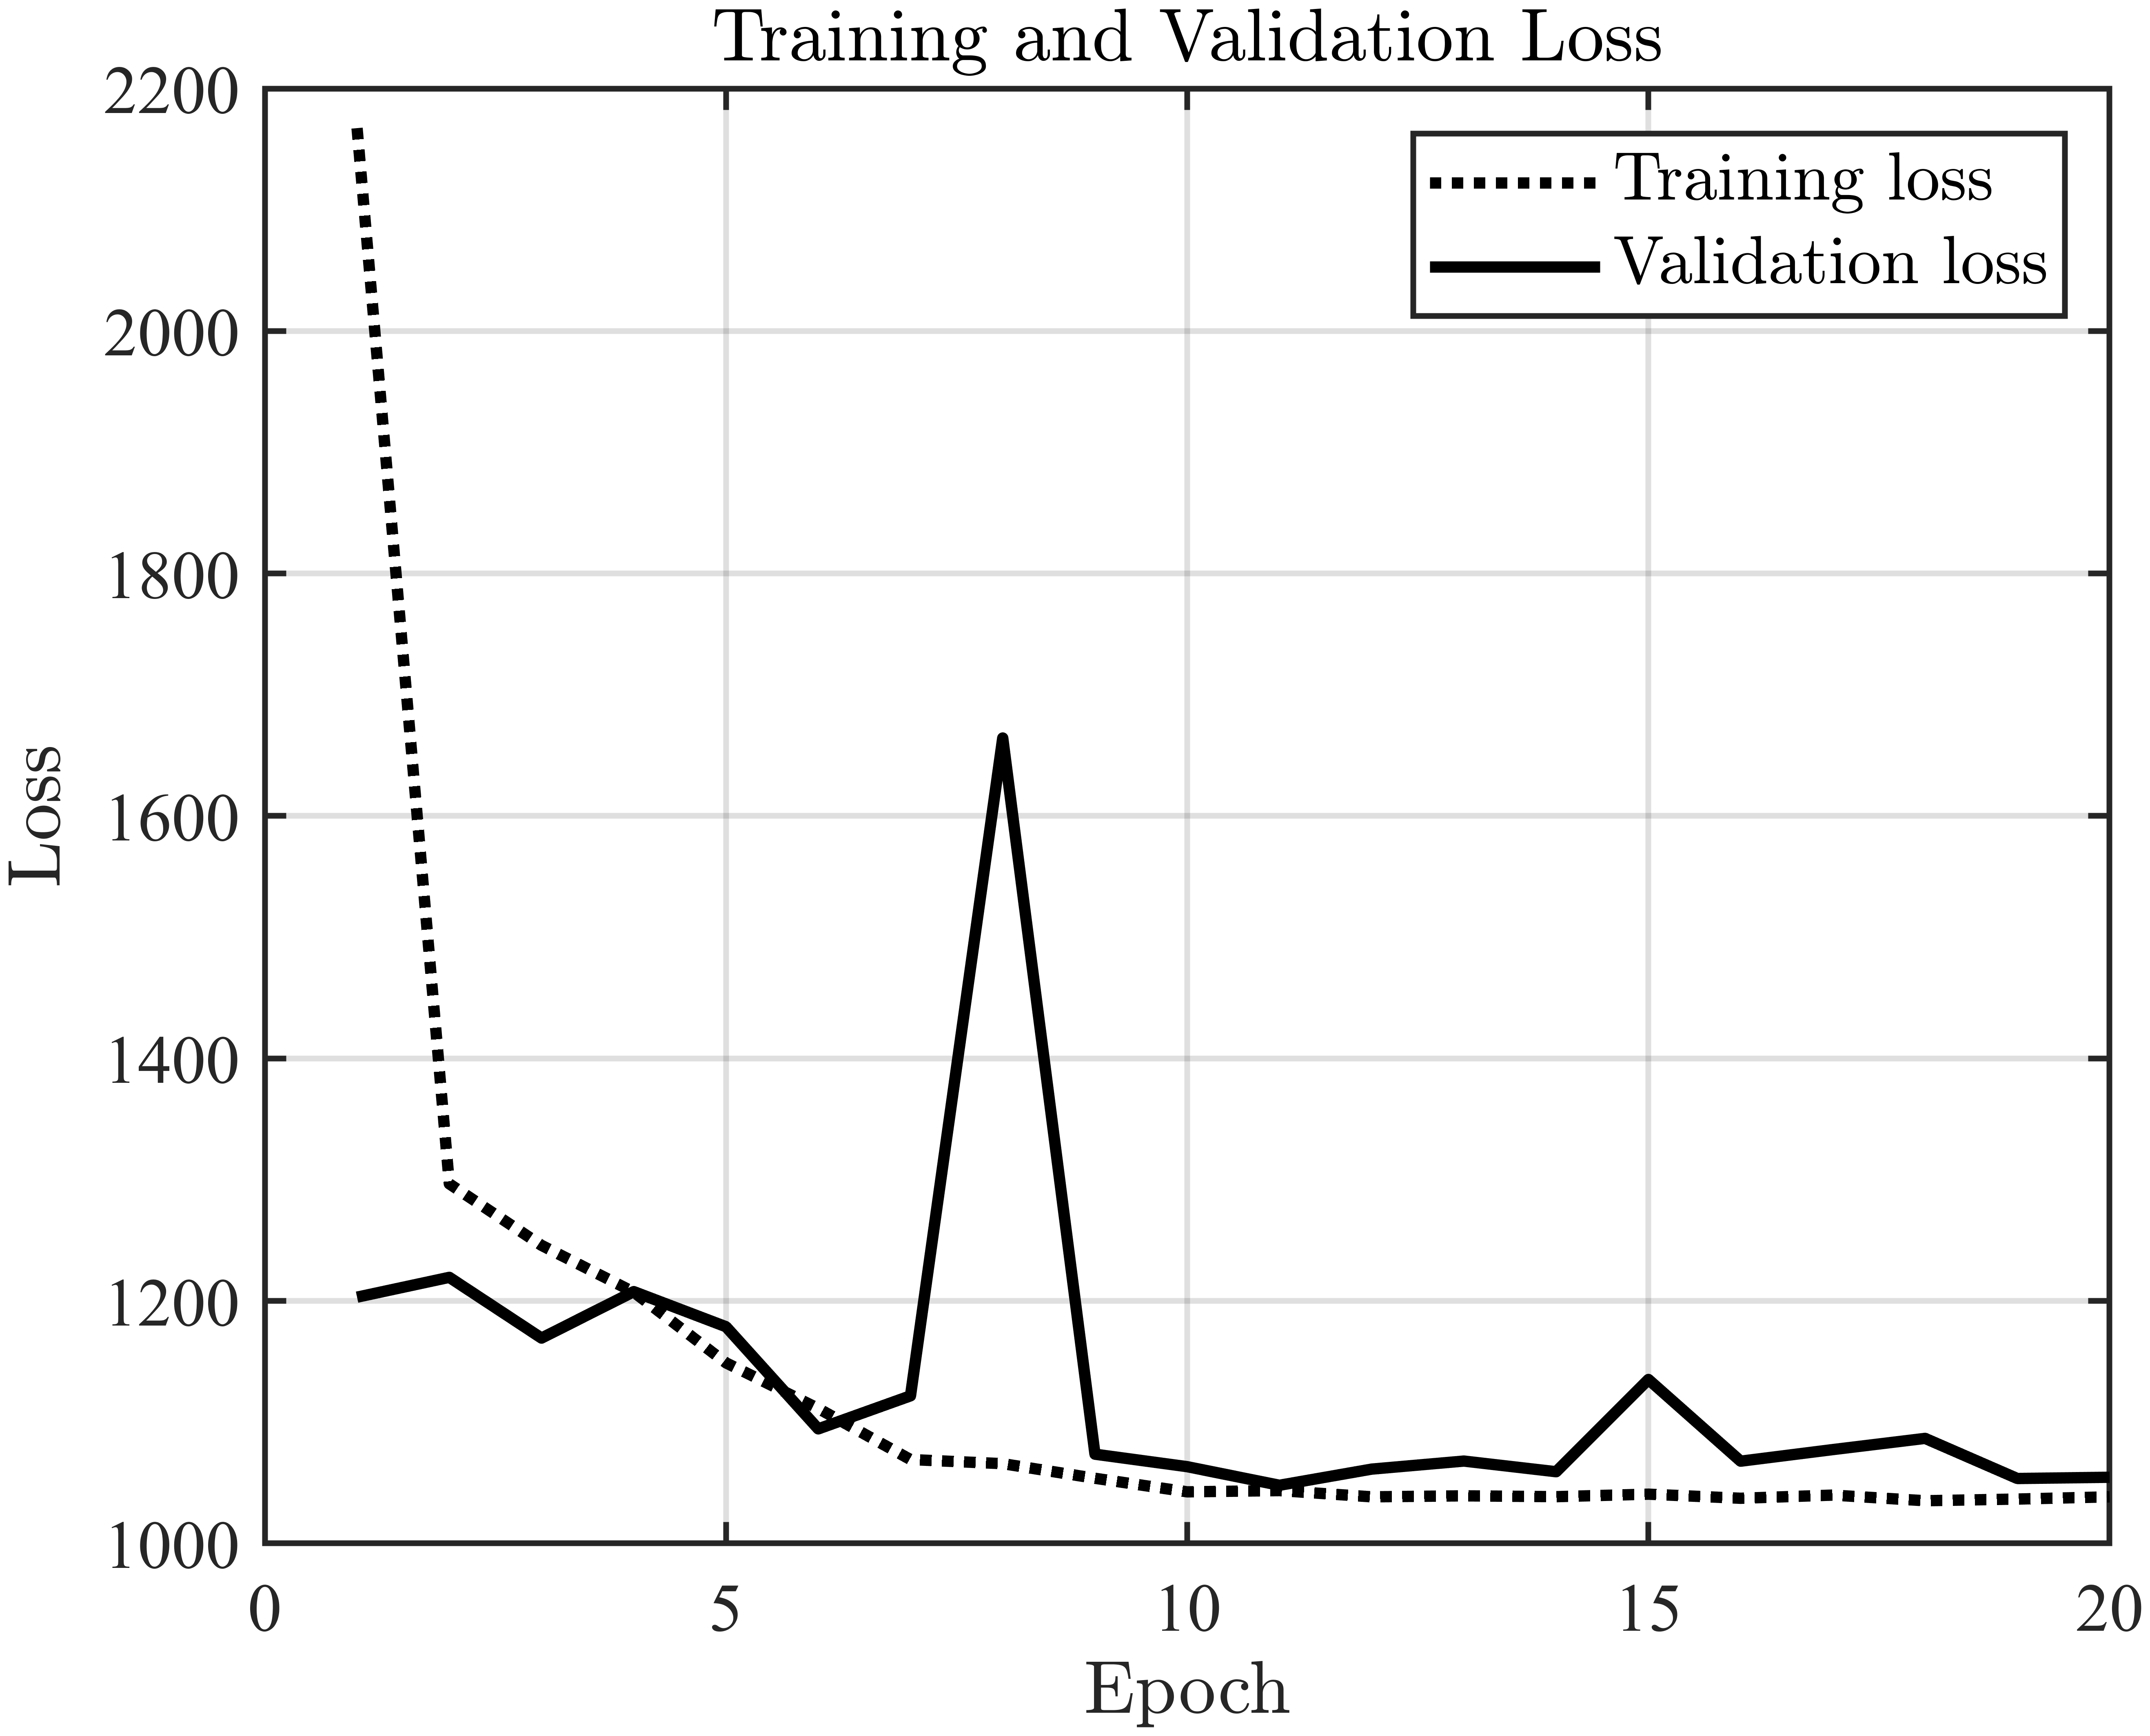 Training and Validation Loss
2200
2000
1800
1600
1400
1200
1000
Loss
Training loss
Validation loss
0 5 10 15 20
Epoch